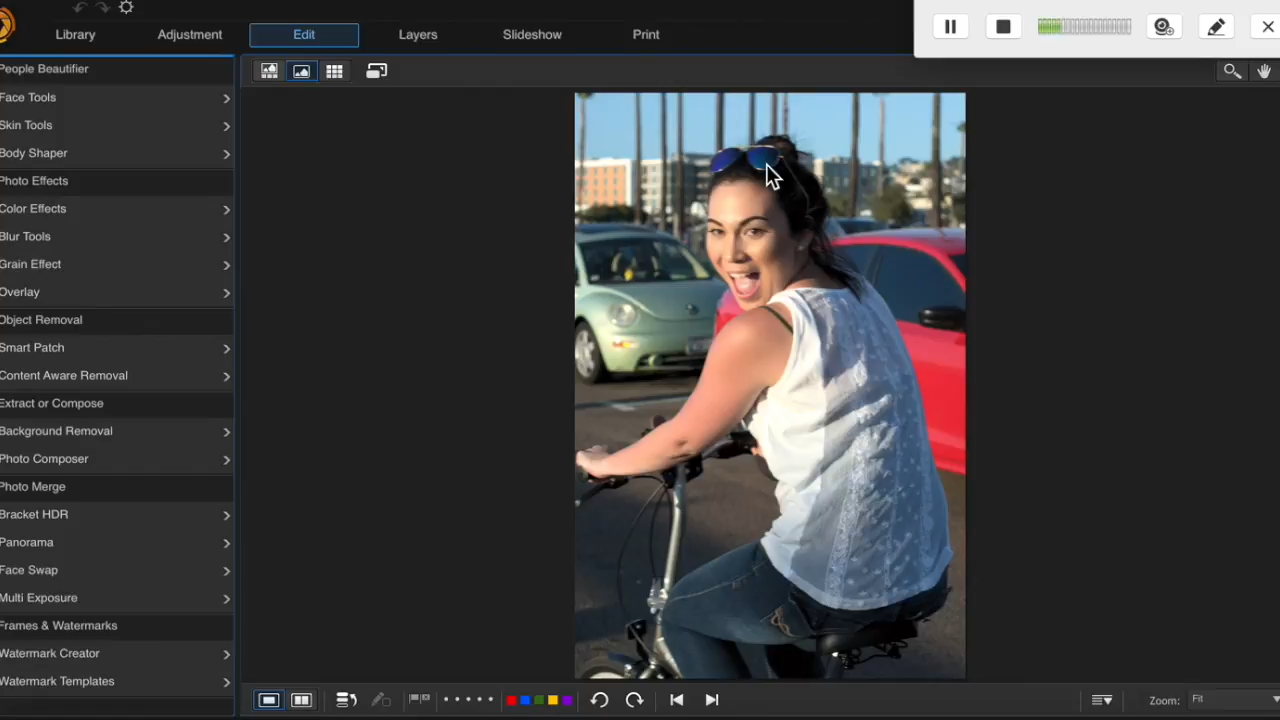 Library
Adjustment
Edit
Layers
Slideshow
Print
People Beautifier
Face Tools
Skin Tools
Body Shaper
Photo Effects
Color Effects
Blur Tools
Grain Effect
Overlay
Object Removal
Smart Patch
Content Aware Removal
Extract or Compose
Background Removal
Photo Composer
Photo Merge
Bracket HDR
Panorama
Face Swap
Multi Exposure
Frames & Watermarks
Watermark Creator
Watermark Templates
Zoom: Fit